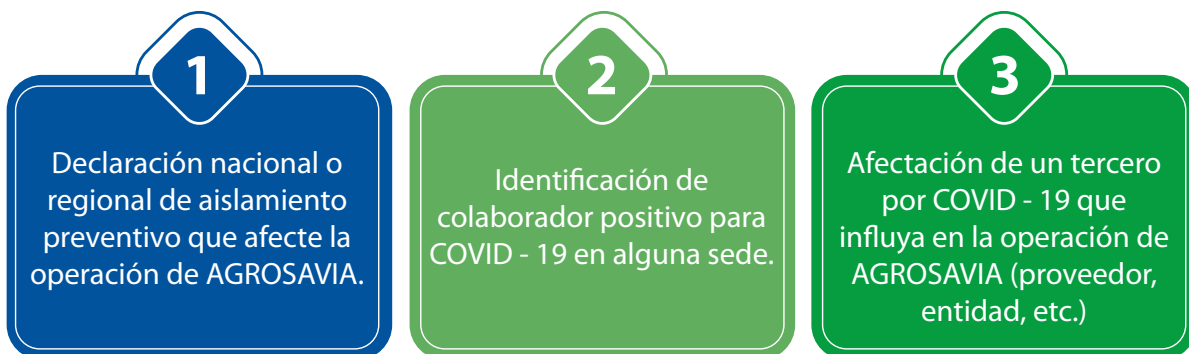 1
Declaración nacional o
regional de aislamiento
preventivo que afecte la
operación de AGROSAVIA.
2
Identificación de
colaborador positivo para
COVID - 19 en alguna sede.
3
Afectación de un tercero
por COVID - 19 que
influya en la operación de
AGROSAVIA (proveedor,
entidad, etc.)